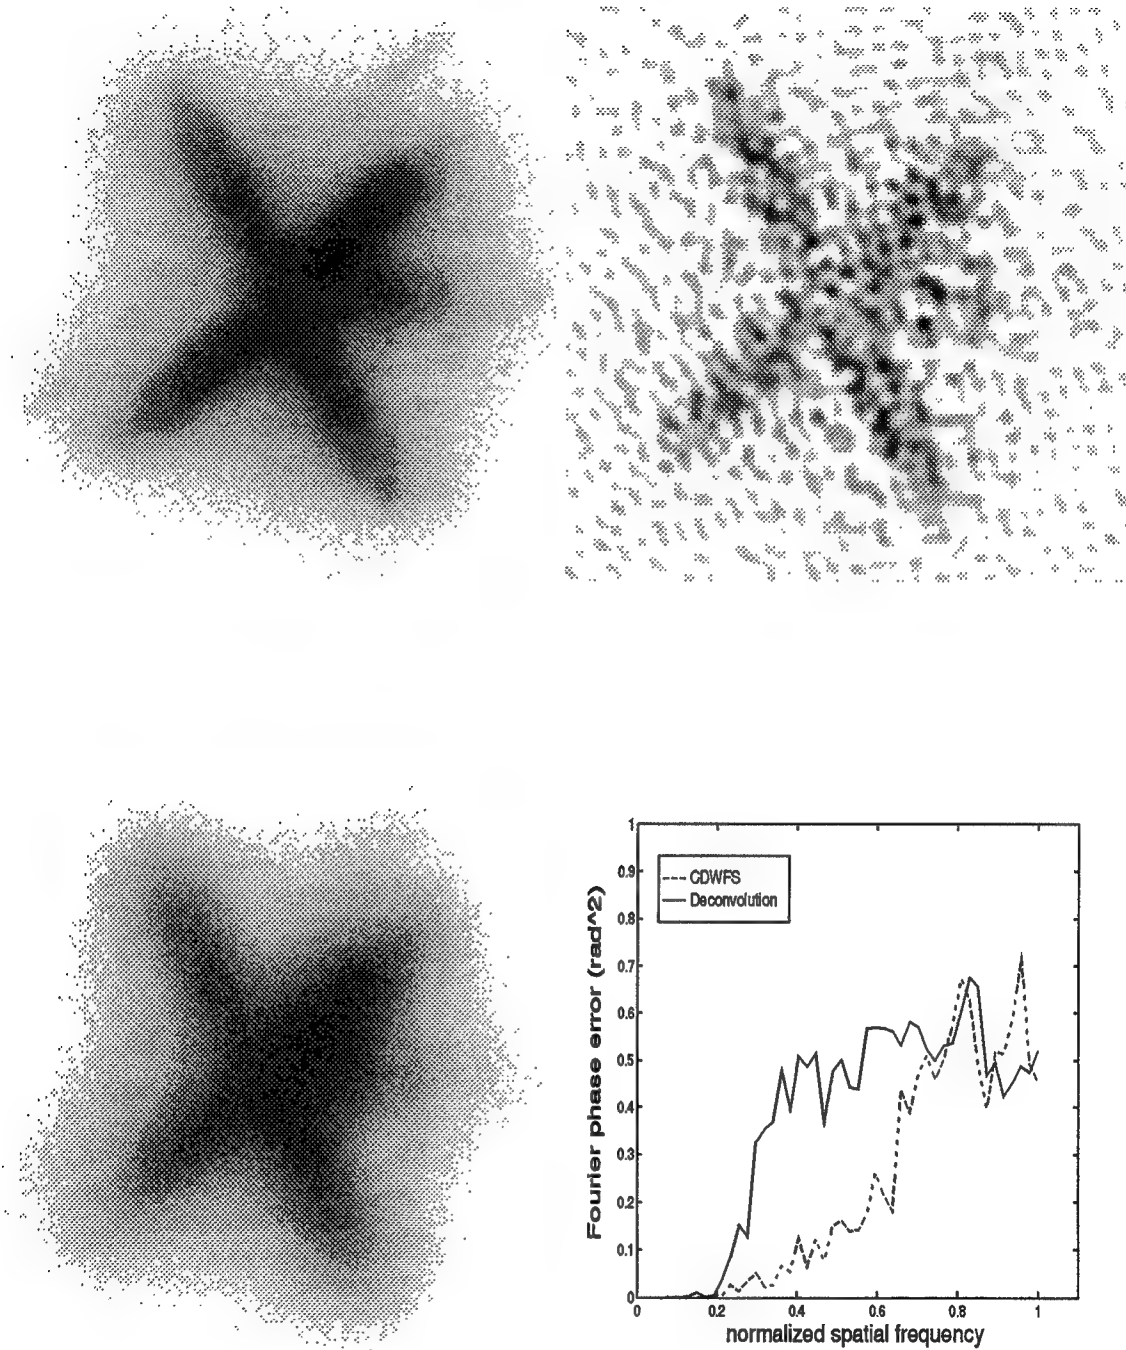 1
0.9
0.8
0.7
0.6
0.5
0.4
0.3
0.2
0.1
0
Fourier phase error (rad^2)
CDWFS
Deconvolution
0 0.2 0.4 0.6 0.8 1
normalized spatial frequency